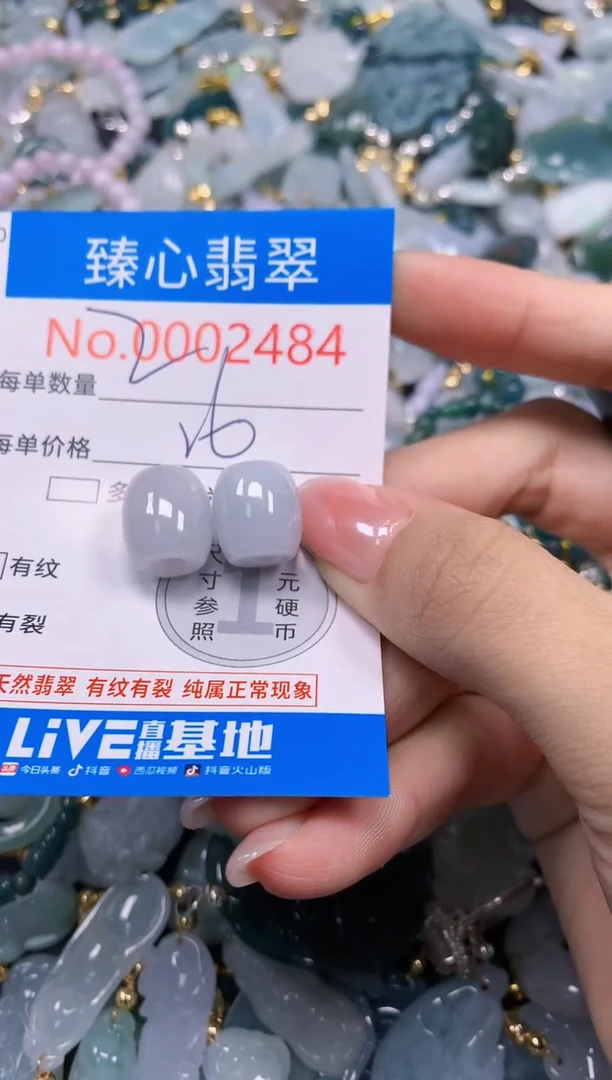 臻心翡翠
No.0002484
每单数量 2
每单价格 16
多
有纹
尺寸参照
1
元硬币
有裂
天然翡翠 有纹有裂 纯属正常现象
LiVE直播基地
今日头条 抖音 西瓜视频 抖音火山版